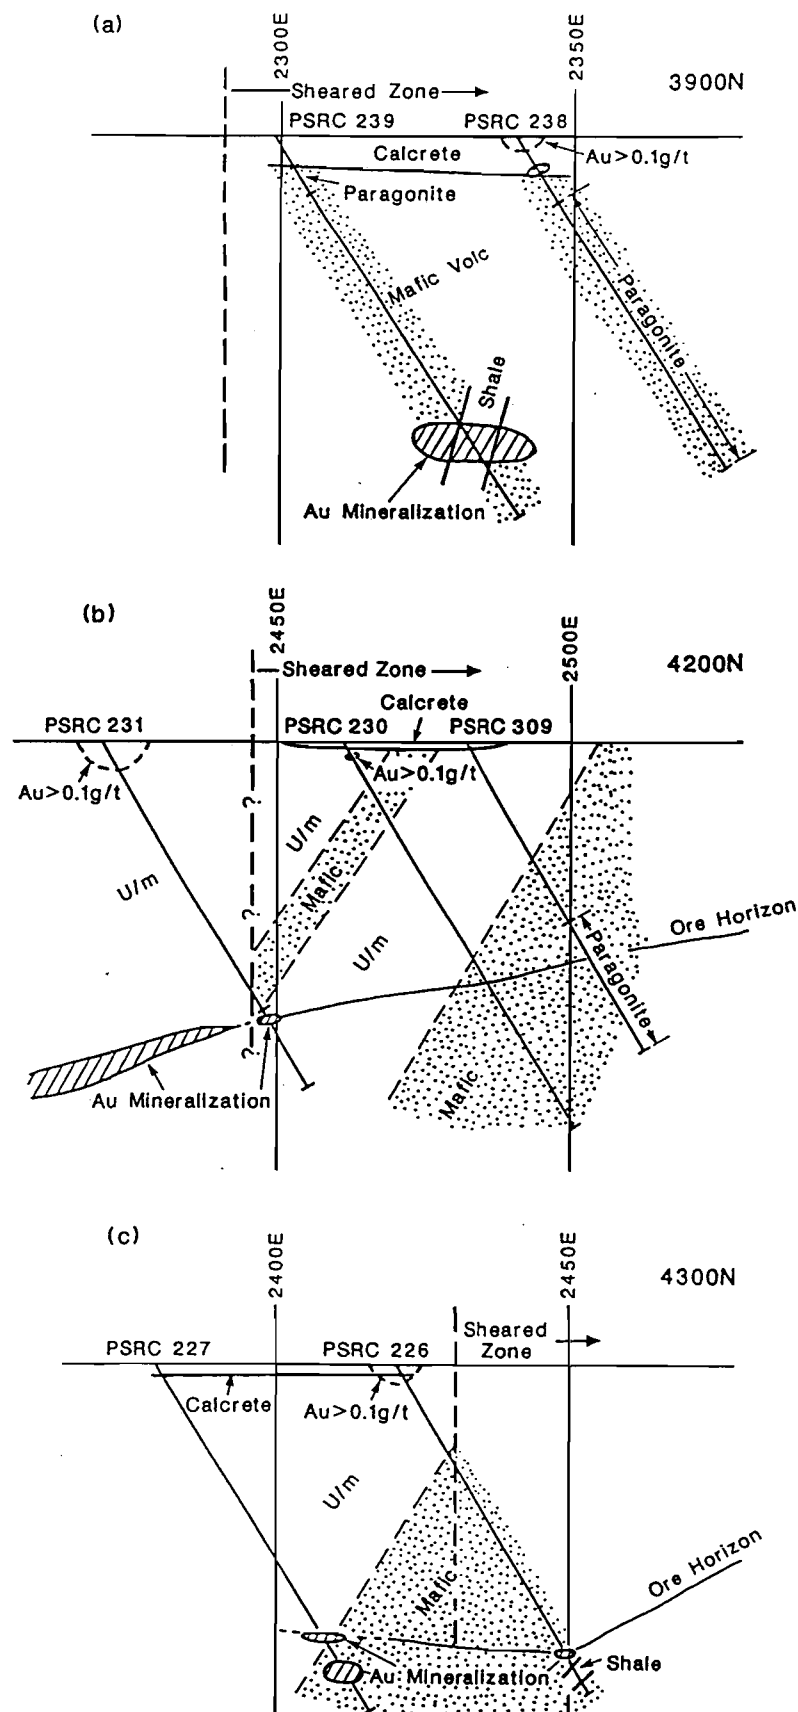 (a)
2300E
2350E
3900N
Sheared Zone
PSRC 239
PSRC 238
Calcrete
Au>0.1g/t
Paragonite
Mafic Volc
Paragonite
Shale
Au Mineralization
(b)
2450E
2500E
4200N
Sheared Zone
Calcrete
PSRC 231
PSRC 230
PSRC 309
Au>0.1g/t
Au>0.1g/t
?
U/m
U/m
Mafic
?
U/m
Ore Horizon
Paragonite
?
Au Mineralization
Mafic
(c)
2400E
2450E
4300N
Sheared
Zone
PSRC 227
PSRC 226
Calcrete
Au>0.1g/t
U/m
Mafic
Ore Horizon
Au Mineralization
Shale